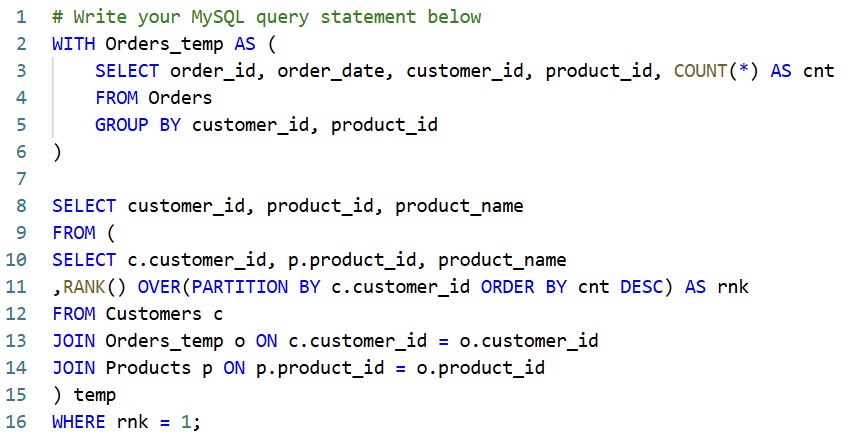 1 # Write your MySQL query statement below
2 WITH Orders_temp AS (
3     SELECT order_id, order_date, customer_id, product_id, COUNT(*) AS cnt
4     FROM Orders
5     GROUP BY customer_id, product_id
6 )
7
8 SELECT customer_id, product_id, product_name
9 FROM (
10 SELECT c.customer_id, p.product_id, product_name
11 ,RANK() OVER(PARTITION BY c.customer_id ORDER BY cnt DESC) AS rnk
12 FROM Customers c
13 JOIN Orders_temp o ON c.customer_id = o.customer_id
14 JOIN Products p ON p.product_id = o.product_id
15 ) temp
16 WHERE rnk = 1;